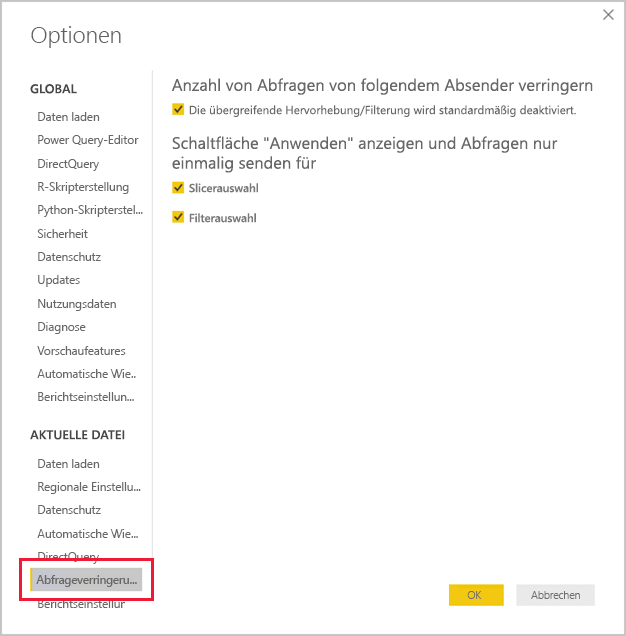 Optionen
GLOBAL
Daten laden
Power Query-Editor
DirectQuery
R-Skripterstellung
Python-Skripterstel...
Sicherheit
Datenschutz
Updates
Nutzungsdaten
Diagnose
Vorschaufeatures
Automatische Wie..
Berichtseinstellun...
AKTUELLE DATEI
Daten laden
Regionale Einstellu...
Datenschutz
Automatische Wie...
DirectQuery
Abfrageverringeru...
Berichtseinstellur
Anzahl von Abfragen von folgendem Absender verringern
Die übergreifende Hervorhebung/Filterung wird standardmäßig deaktiviert.
Schaltfläche "Anwenden" anzeigen und Abfragen nur
einmalig senden für
Slicerauswahl
Filterauswahl
OK
Abbrechen